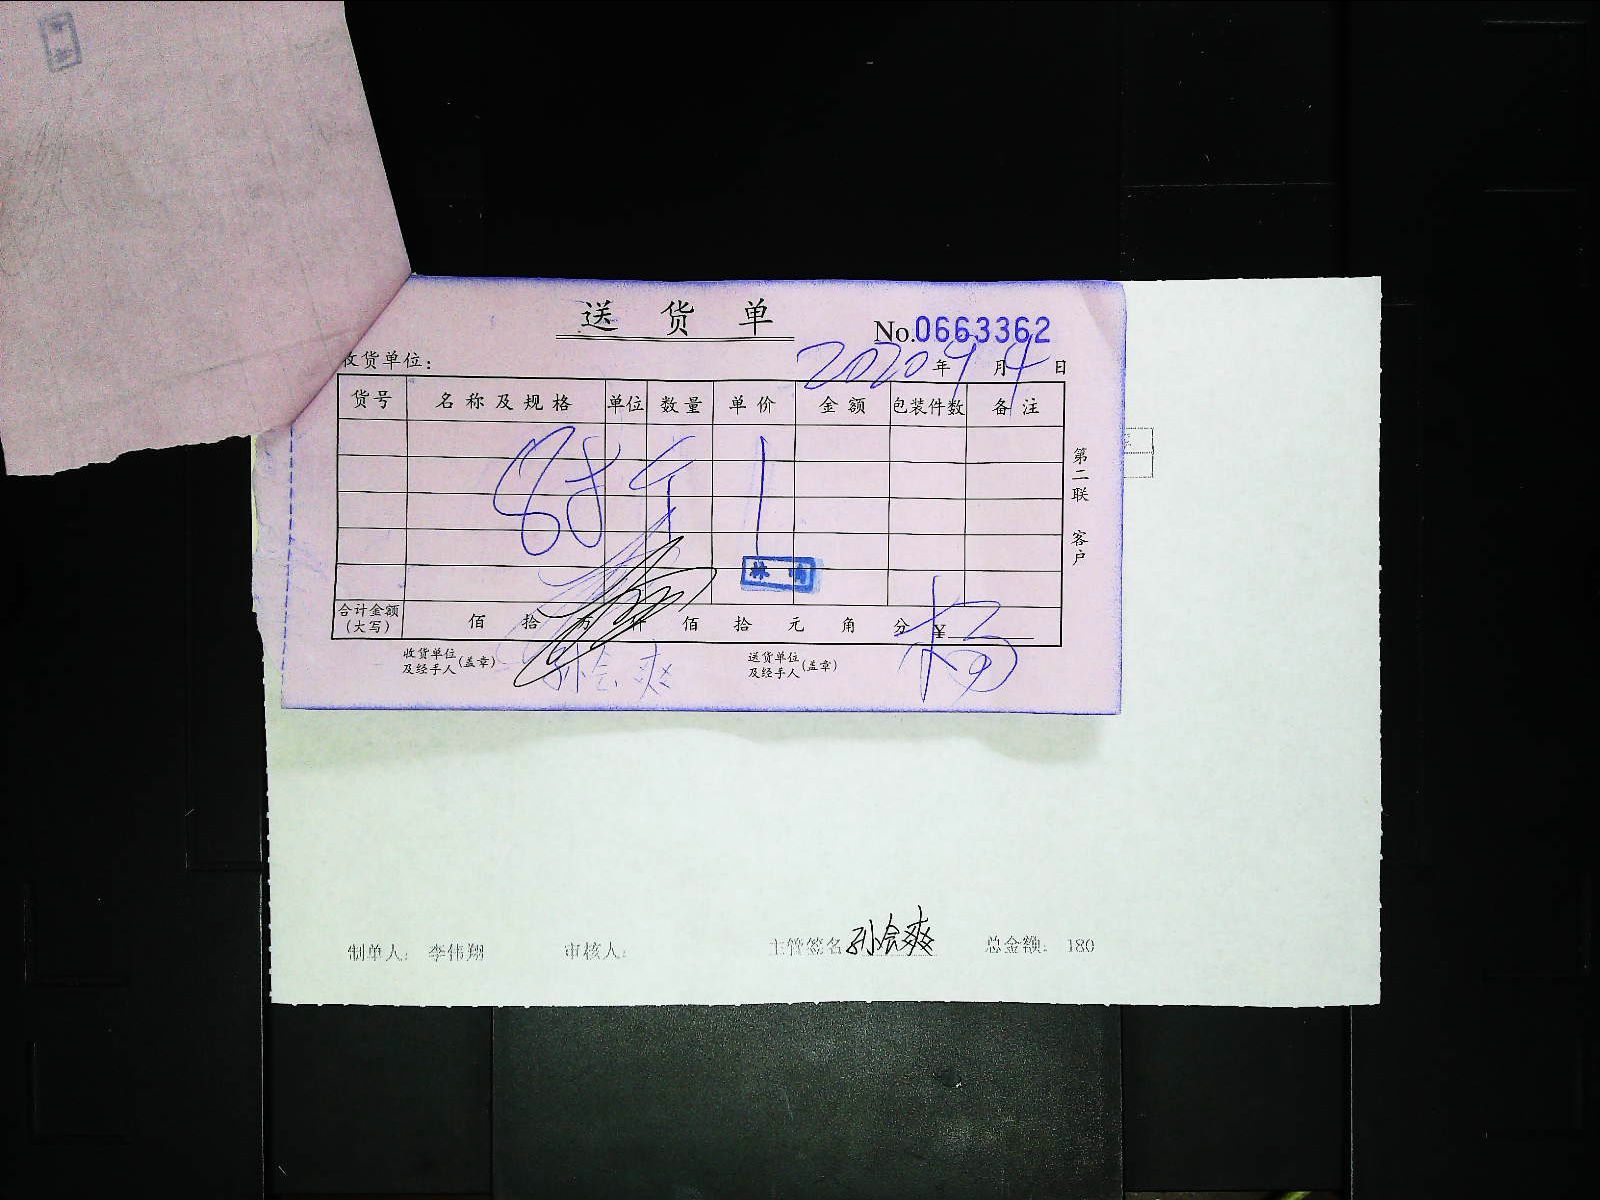 送货单
No.0663362
收货单位: 2020年9月4日
货号 名称及规格 单位 数量 单价 金额 包装件数 备注
第二联 客户
合计金额(大写) 佰 拾 万 仟 佰 拾 元 角 分 ¥
收货单位及经手人(盖章) 孙会爽 送货单位及经手人(盖章) 杨
制单人: 李伟翔 审核人: 主管签名 孙会爽 总金额: 180